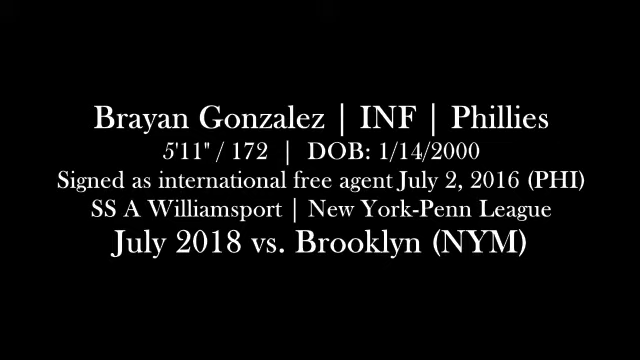 Brayan Gonzalez | INF | Phillies
5'11" / 172 | DOB: 1/14/2000
Signed as international free agent July 2, 2016 (PHI)
SS A Williamsport | New York-Penn League
July 2018 vs. Brooklyn (NYM)